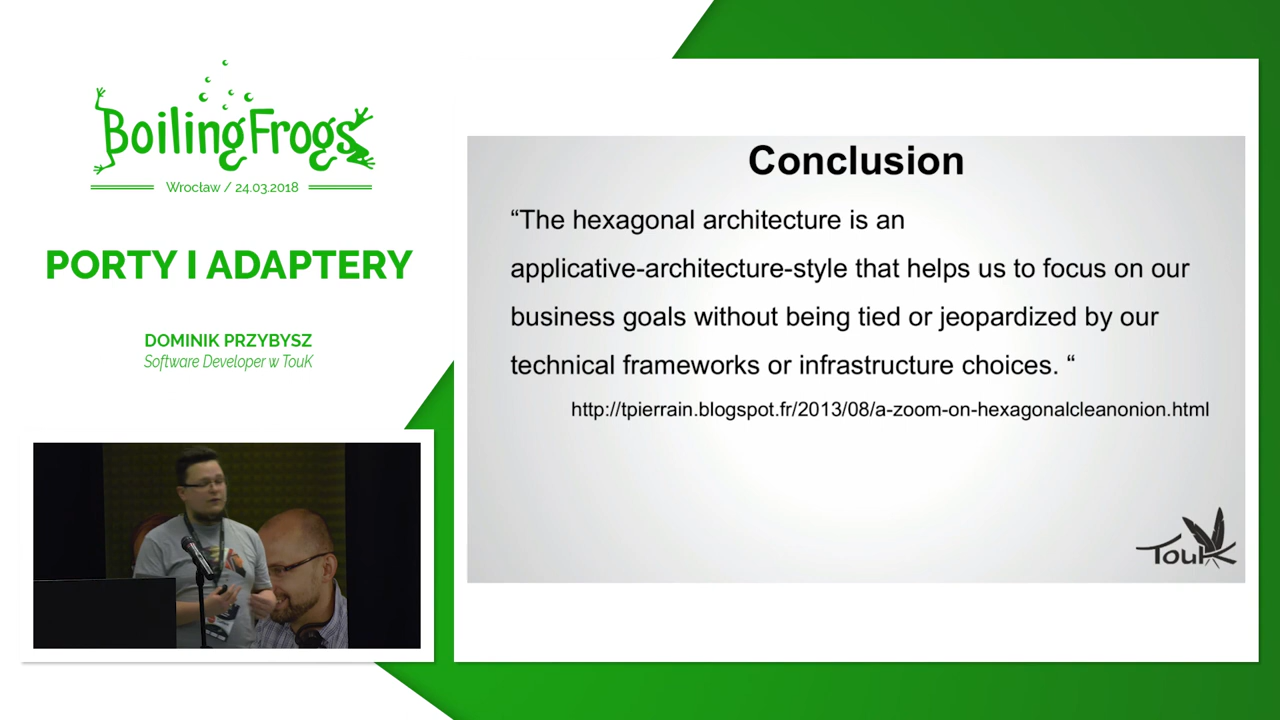 BoilingFrogs
Wrocław / 24.03.2018
PORTY I ADAPTERY
DOMINIK PRZYBYSZ
Software Developer w TouK
Conclusion
“The hexagonal architecture is an
applicative-architecture-style that helps us to focus on our
business goals without being tied or jeopardized by our
technical frameworks or infrastructure choices. “
http://tpierrain.blogspot.fr/2013/08/a-zoom-on-hexagonalcleanonion.html
TouK